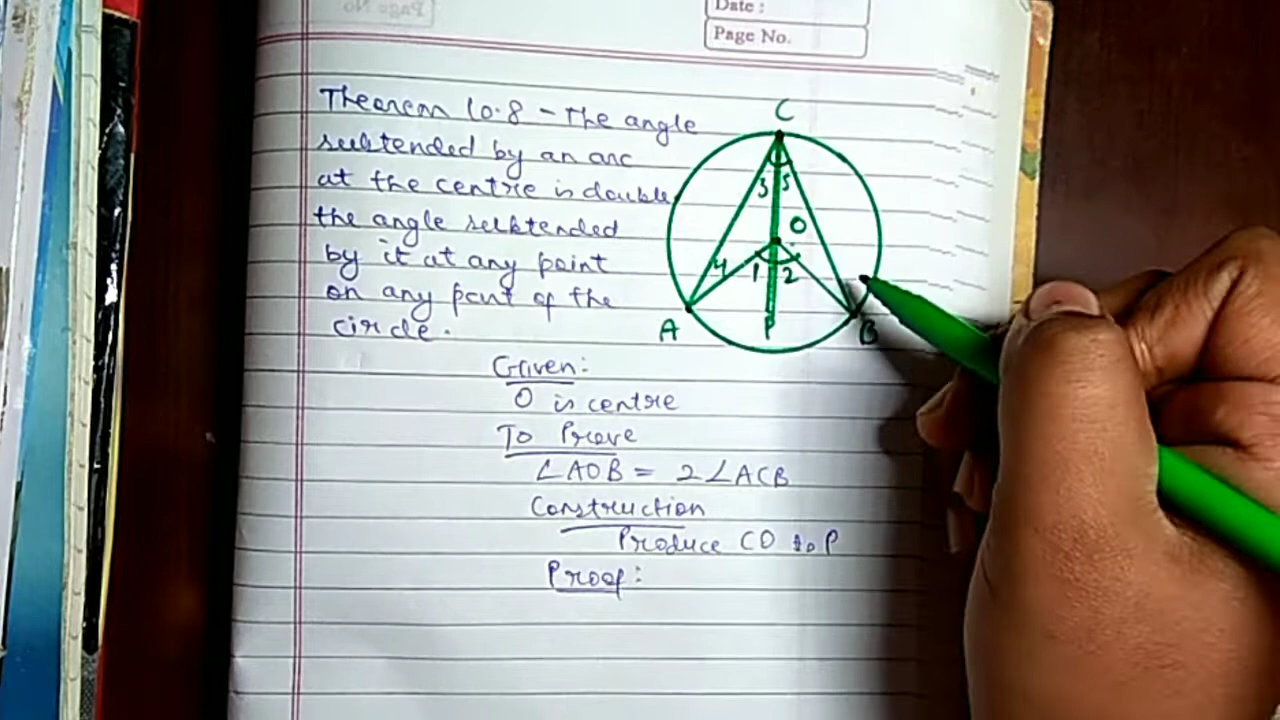 Date :
Page No.
Theorem 10.8 - The angle
subtended by an arc
at the centre is double
the angle subtended
by it at any point
on any part of the
circle.
C
3 5
O
4 1 2
A P B
Given:
O is centre
To Prove
∠AOB = 2∠ACB
Construction
Produce CO to P
Proof: